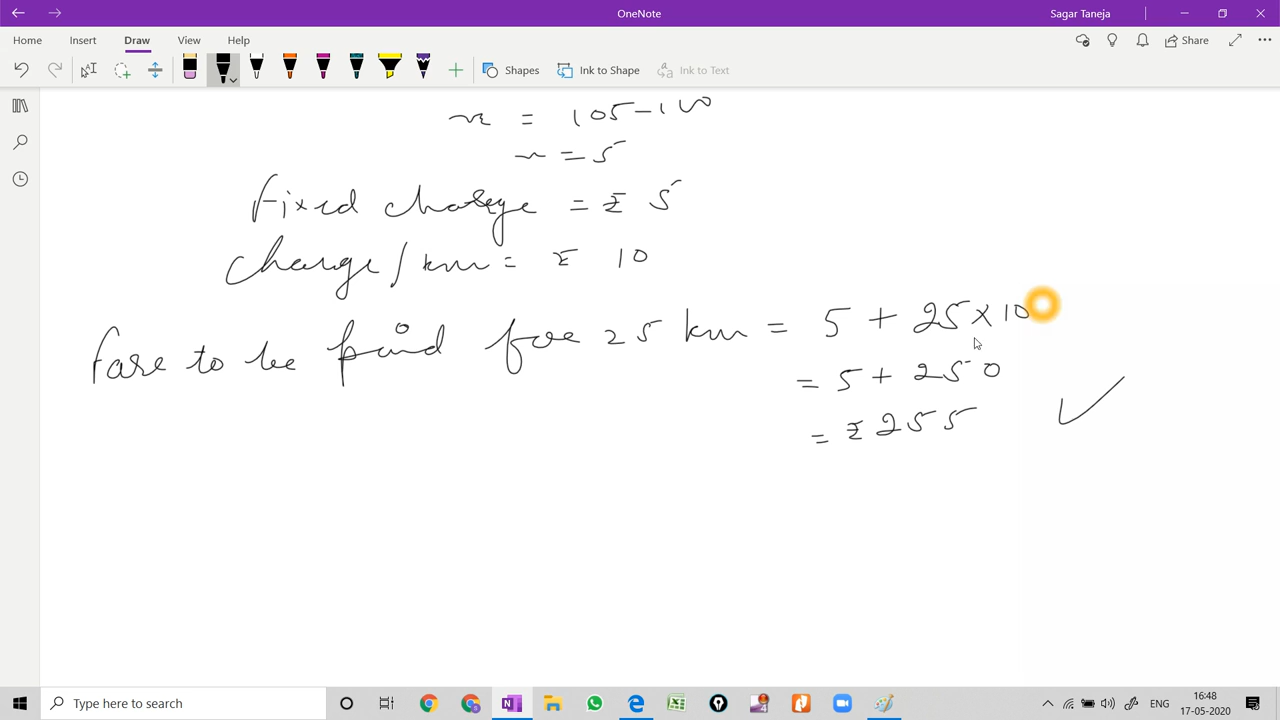 OneNote
Sagar Taneja
Home Insert Draw View Help
Share
Shapes Ink to Shape Ink to Text
x = 105-100
x = 5
Fixed charge = ₹ 5
charge/km = ₹ 10
Fare to be paid for 25 km = 5 + 25 × 10
= 5 + 250
= ₹ 255
Type here to search
ENG
16:48
17-05-2020